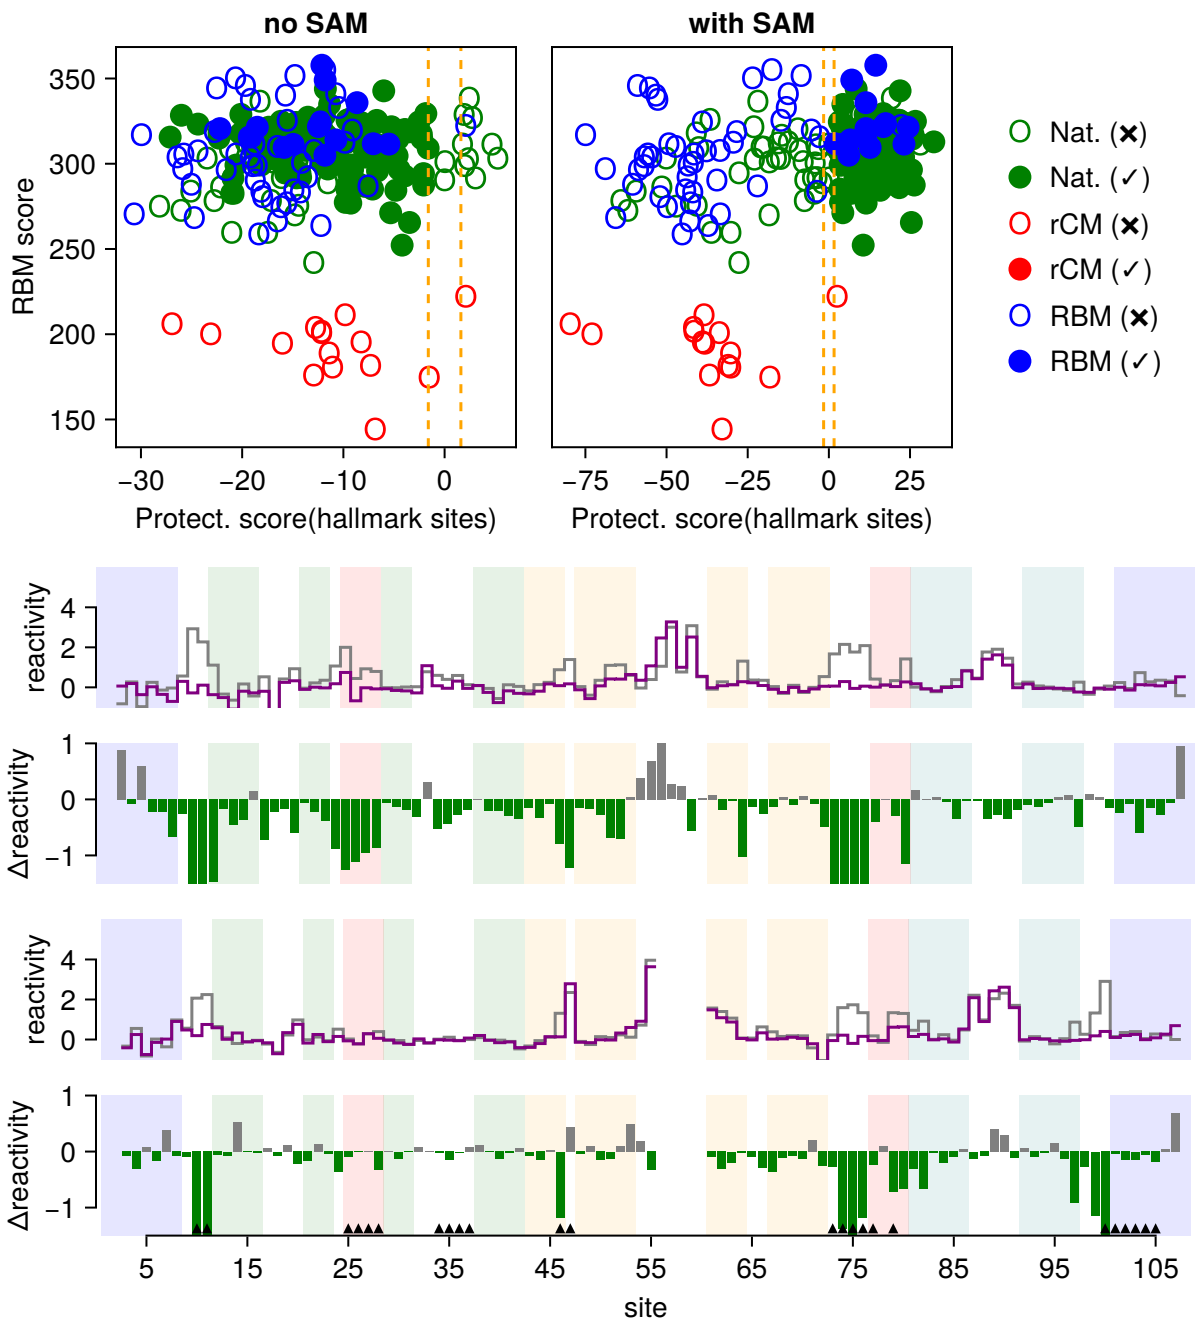 no SAM
with SAM
RBM score
350
300
250
200
150
−30
−20
−10
0
−75
−50
−25
0
25
Protect. score(hallmark sites)
Protect. score(hallmark sites)
Nat. (×)
Nat. (✓)
rCM (×)
rCM (✓)
RBM (×)
RBM (✓)
reactivity
4
2
0
Δreactivity
1
0
−1
reactivity
4
2
0
Δreactivity
1
0
−1
5
15
25
35
45
55
65
75
85
95
105
site